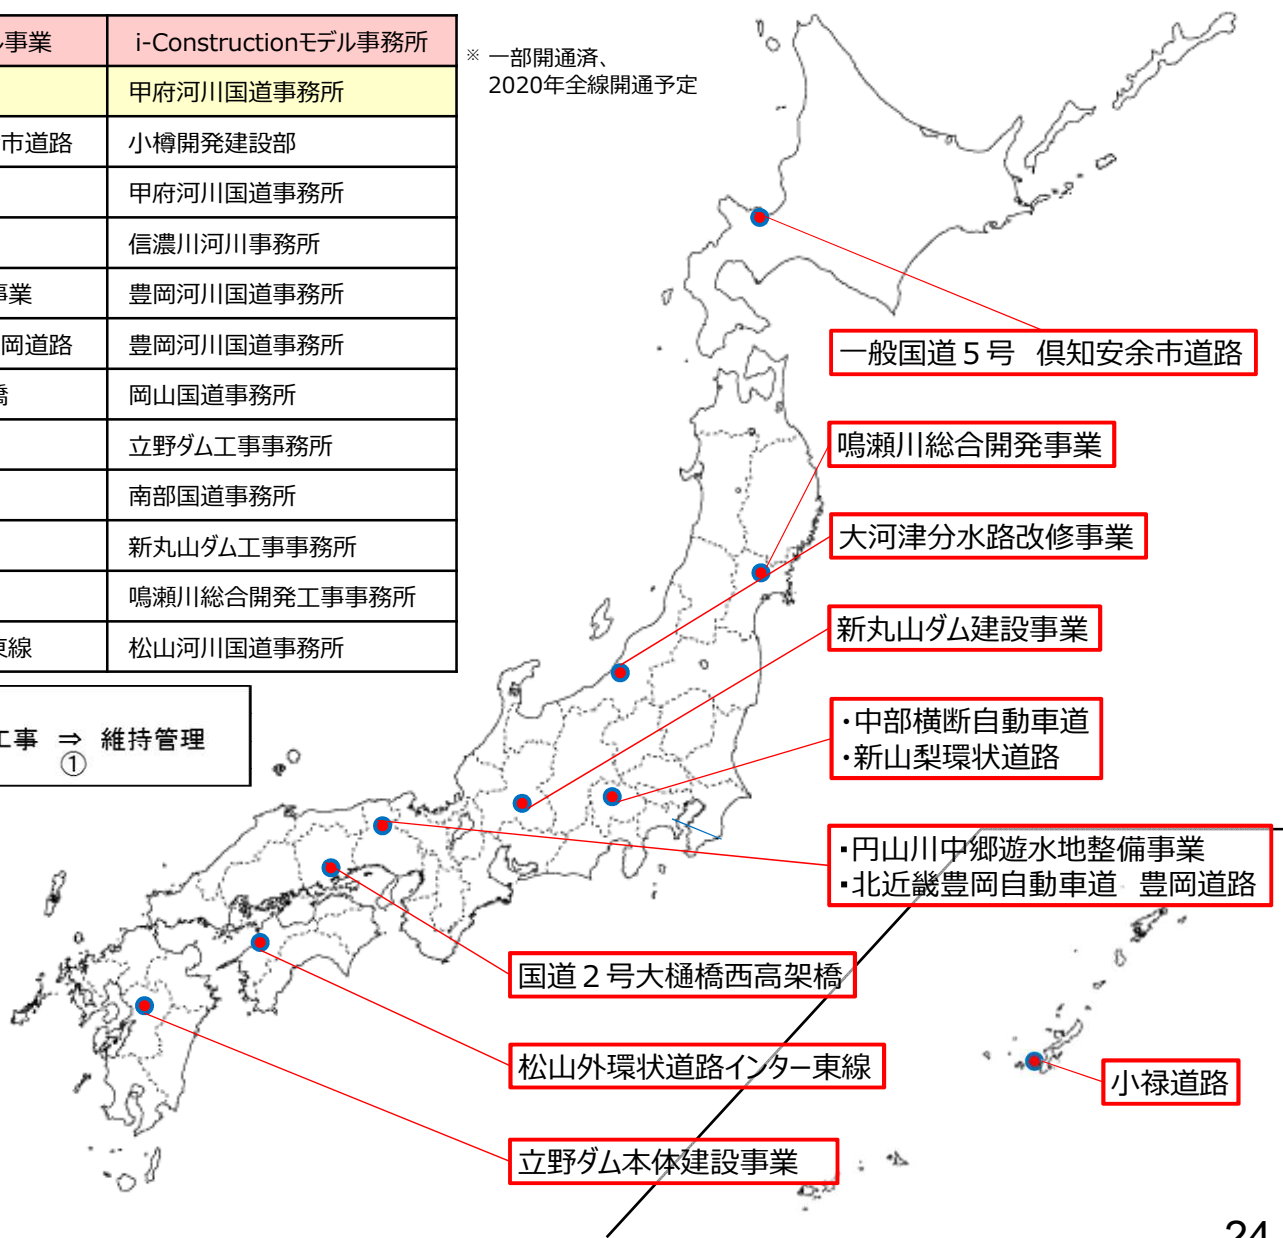 ル事業 i-Constructionモデル事務所
甲府河川国道事務所
市道路 小樽開発建設部
甲府河川国道事務所
信濃川河川事務所
事業 豊岡河川国道事務所
岡道路 豊岡河川国道事務所
橋 岡山国道事務所
立野ダム工事事務所
南部国道事務所
新丸山ダム工事事務所
鳴瀬川総合開発工事事務所
東線 松山河川国道事務所
※ 一部開通済、
2020年全線開通予定
工事 ⇒ 維持管理
①
一般国道5号 倶知安余市道路
鳴瀬川総合開発事業
大河津分水路改修事業
新丸山ダム建設事業
・中部横断自動車道
・新山梨環状道路
・円山川中郷遊水地整備事業
・北近畿豊岡自動車道 豊岡道路
国道2号大樋橋西高架橋
松山外環状道路インター東線
小禄道路
立野ダム本体建設事業
24